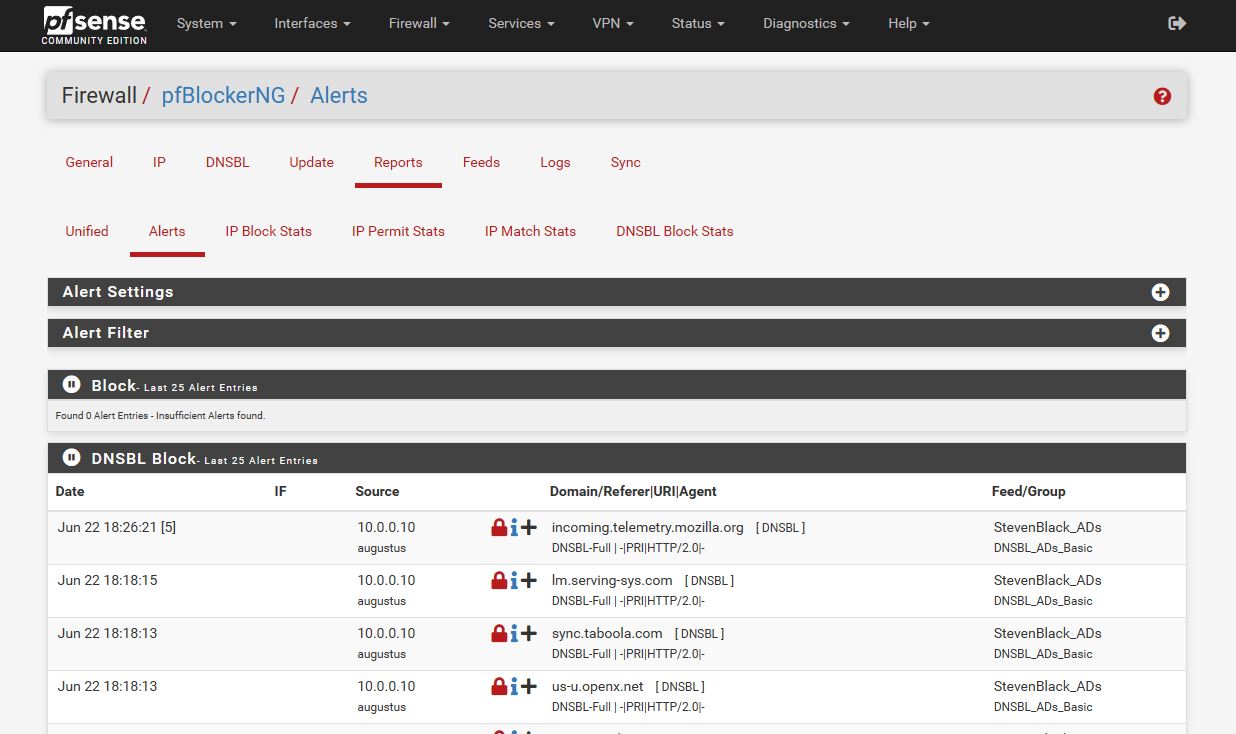 pfsense System Interfaces Firewall Services VPN Status Diagnostics Help
COMMUNITY EDITION
Firewall / pfBlockerNG / Alerts
General IP DNSBL Update Reports Feeds Logs Sync
Unified Alerts IP Block Stats IP Permit Stats IP Match Stats DNSBL Block Stats
Alert Settings
Alert Filter
Block - Last 25 Alert Entries
Found 0 Alert Entries - Insufficient Alerts found.
DNSBL Block - Last 25 Alert Entries
Date IF Source Domain/Referer|URI|Agent Feed/Group
Jun 22 18:26:21 [5] 10.0.0.10 incoming.telemetry.mozilla.org [ DNSBL ] StevenBlack_ADs
augustus DNSBL-Full | -|PRI|HTTP/2.0|- DNSBL_ADs_Basic
Jun 22 18:18:15 10.0.0.10 lm.serving-sys.com [ DNSBL ] StevenBlack_ADs
augustus DNSBL-Full | -|PRI|HTTP/2.0|- DNSBL_ADs_Basic
Jun 22 18:18:13 10.0.0.10 sync.taboola.com [ DNSBL ] StevenBlack_ADs
augustus DNSBL-Full | -|PRI|HTTP/2.0|- DNSBL_ADs_Basic
Jun 22 18:18:13 10.0.0.10 us-u.openx.net [ DNSBL ] StevenBlack_ADs
augustus DNSBL-Full | -|PRI|HTTP/2.0|- DNSBL_ADs_Basic